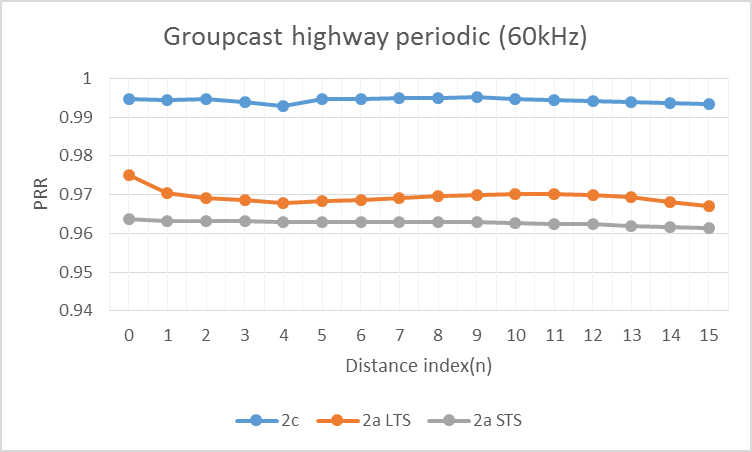 Groupcast highway periodic (60kHz)
1
0.99
0.98
0.97
0.96
0.95
0.94
PRR
0 1 2 3 4 5 6 7 8 9 10 11 12 13 14 15
Distance index(n)
2c 2a LTS 2a STS